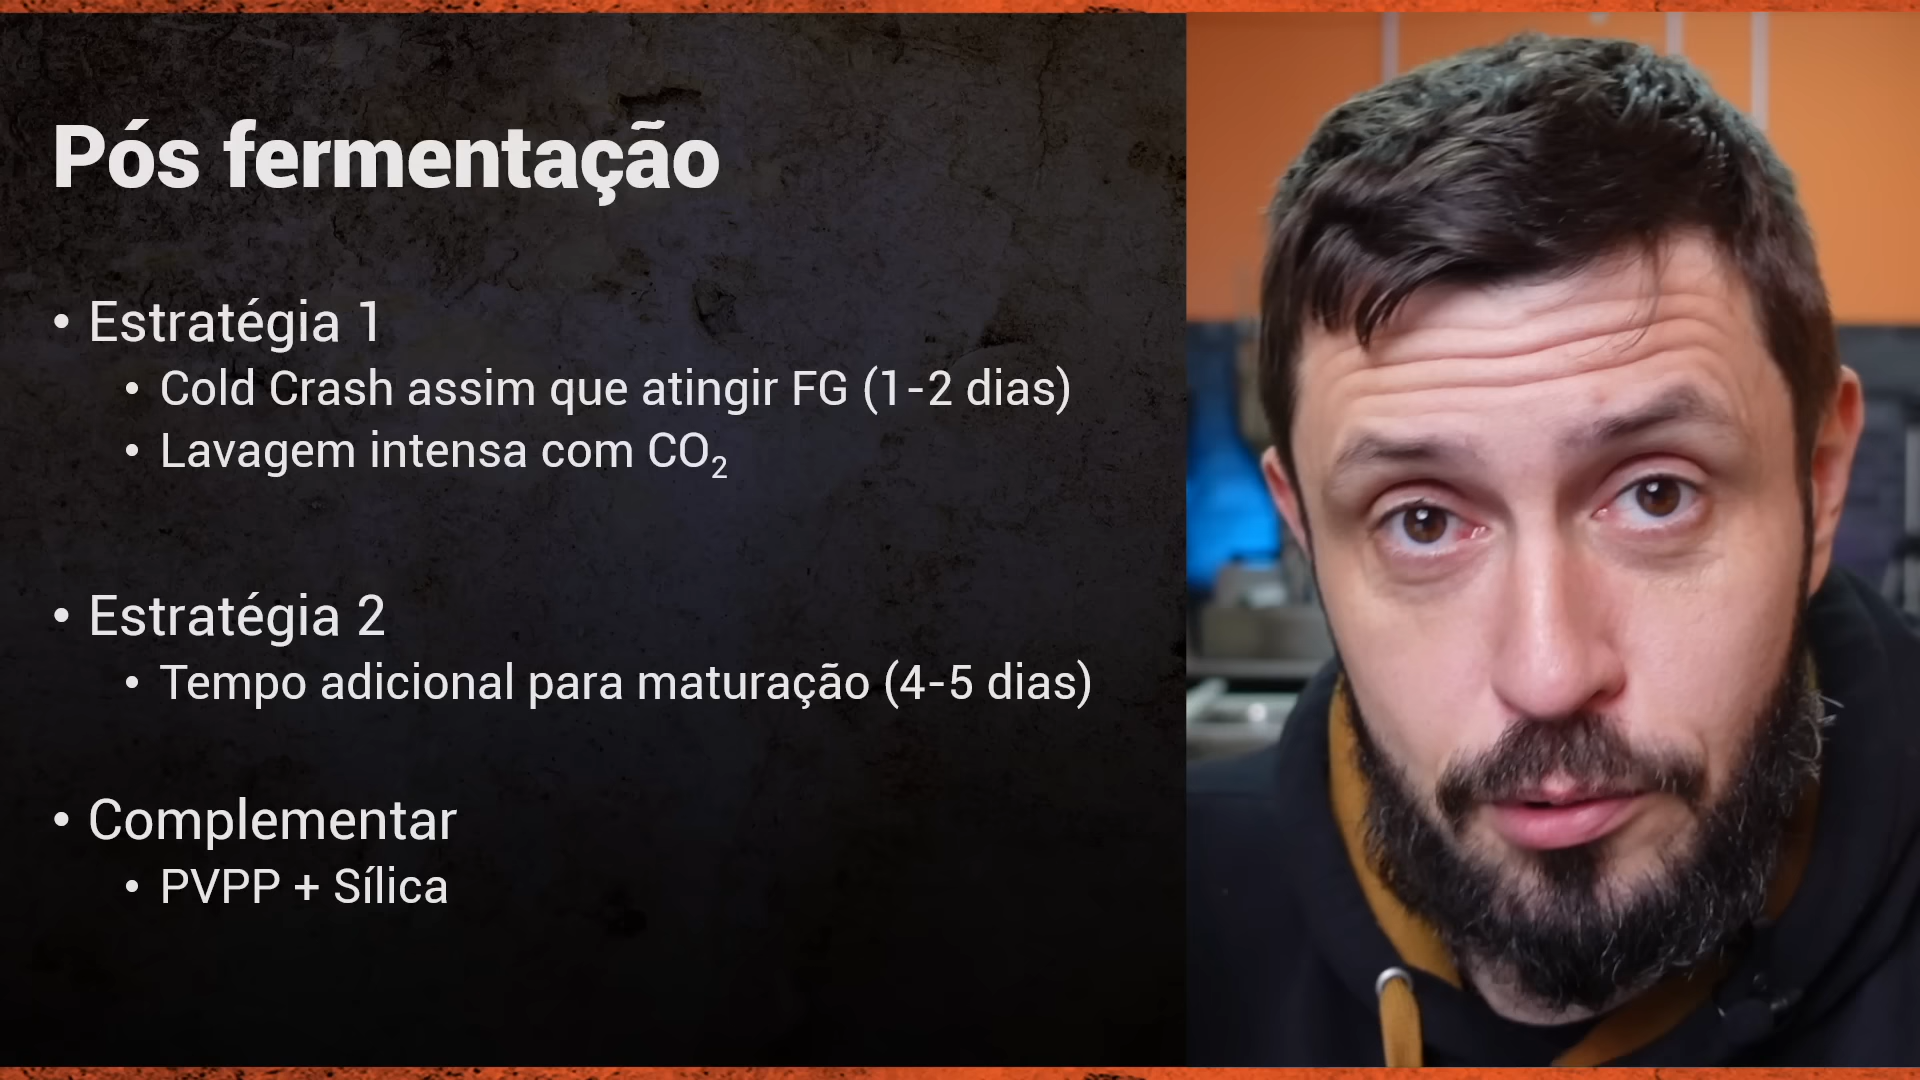 Pós fermentação
• Estratégia 1
• Cold Crash assim que atingir FG (1-2 dias)
• Lavagem intensa com CO₂
• Estratégia 2
• Tempo adicional para maturação (4-5 dias)
• Complementar
• PVPP + Sílica